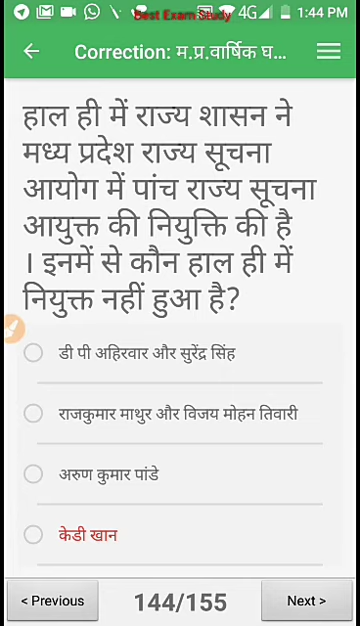 Best Exam Study
4G
1:44 PM
Correction: म.प्र.वार्षिक घ...
हाल ही में राज्य शासन ने
मध्य प्रदेश राज्य सूचना
आयोग में पांच राज्य सूचना
आयुक्त की नियुक्ति की है
। इनमें से कौन हाल ही में
नियुक्त नहीं हुआ है?
डी पी अहिरवार और सुरेंद्र सिंह
राजकुमार माथुर और विजय मोहन तिवारी
अरुण कुमार पांडे
केडी खान
< Previous
144/155
Next >